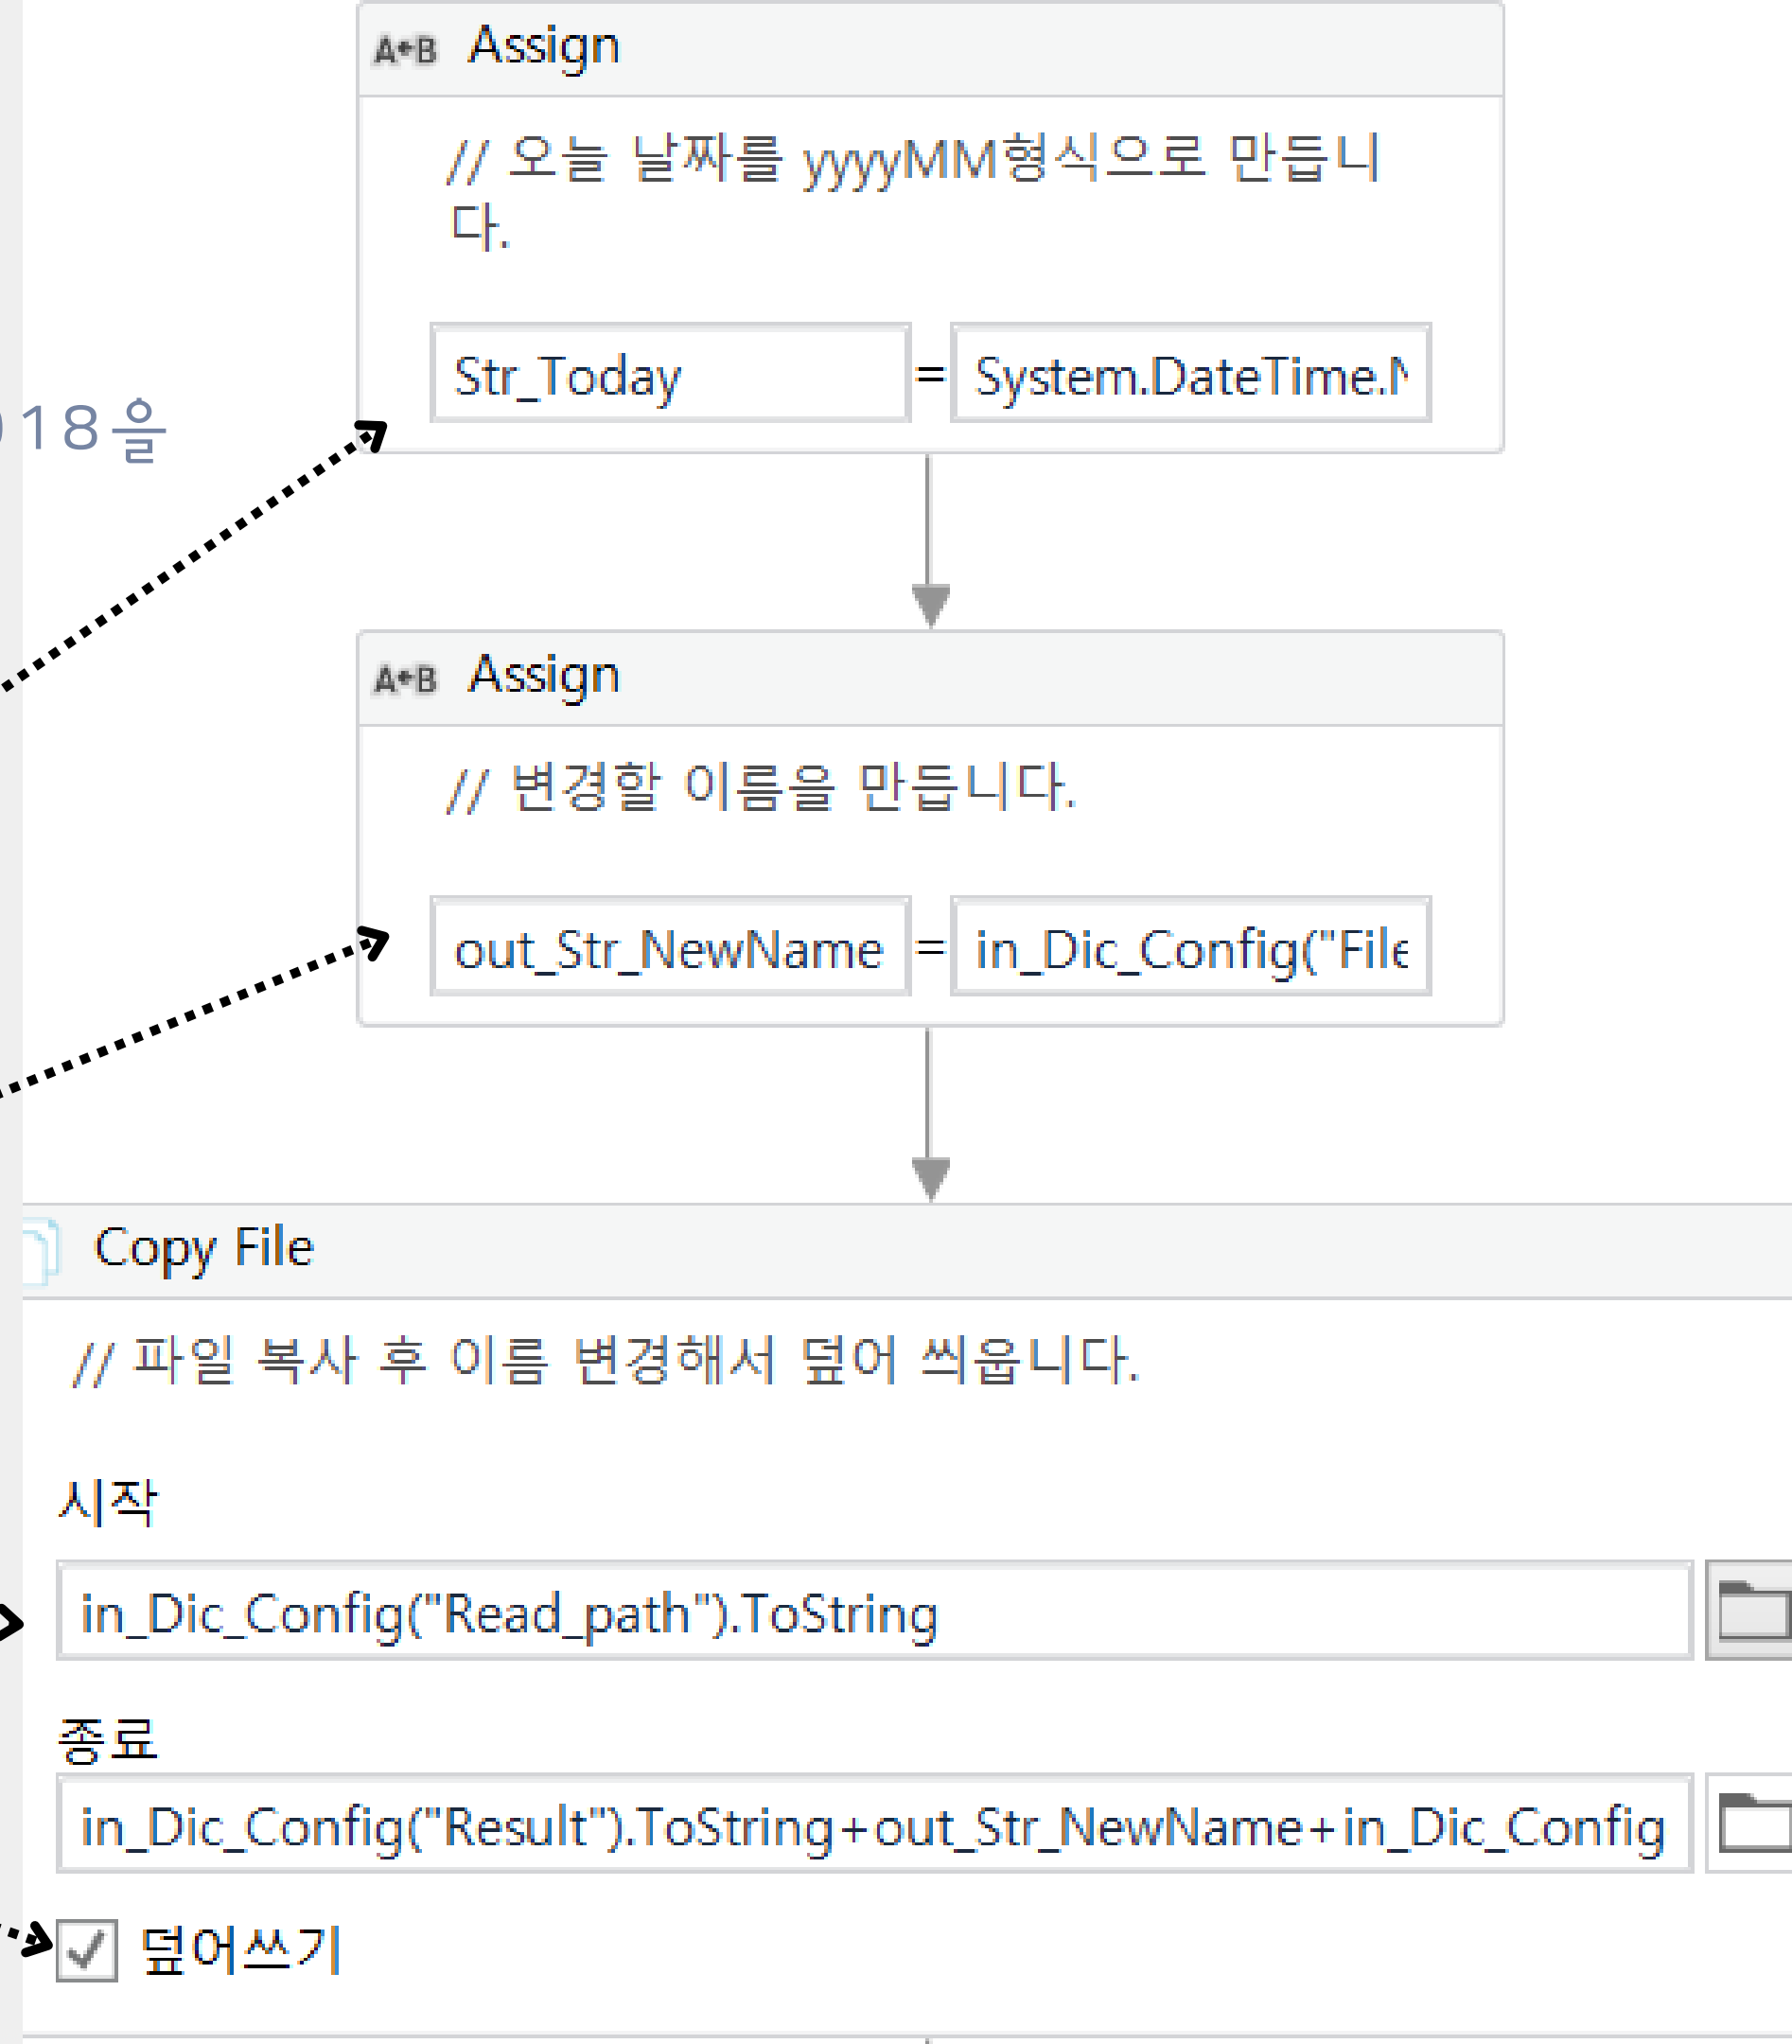 A←B Assign
// 오늘 날짜를 yyyyMM형식으로 만듭니
다.
Str_Today = System.DateTime.
18을
A←B Assign
// 변경할 이름을 만듭니다.
out_Str_NewName = in_Dic_Config("File
Copy File
// 파일 복사 후 이름 변경해서 덮어 씌웁니다.
시작
in_Dic_Config("Read_path").ToString
종료
in_Dic_Config("Result").ToString+out_Str_NewName+in_Dic_Config
덮어쓰기